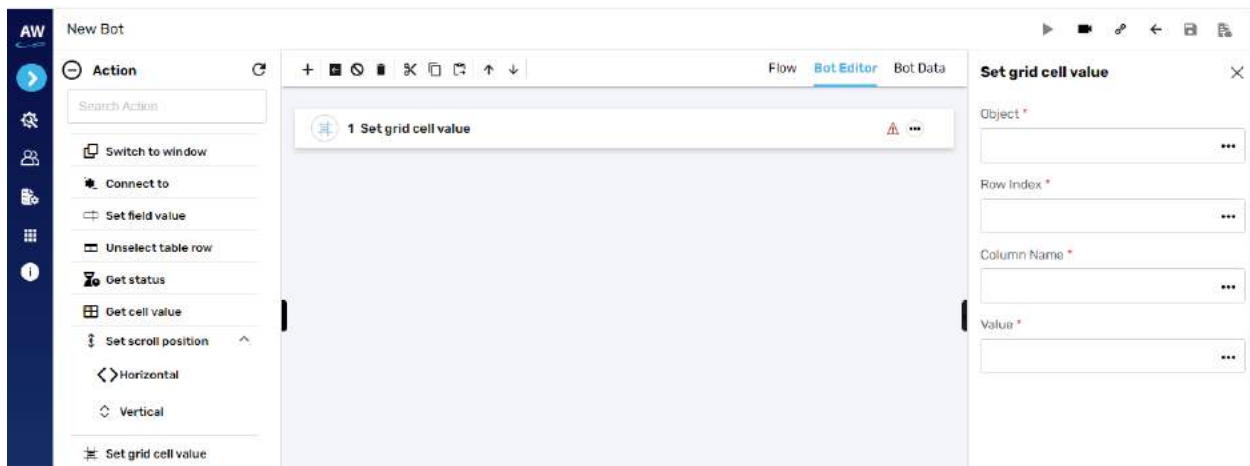 AW
New Bot
Action
Search Action
Switch to window
Connect to
Set field value
Unselect table row
Get status
Get cell value
Set scroll position
Horizontal
Vertical
Set grid cell value
Flow Bot Editor Bot Data
1 Set grid cell value
Set grid cell value
Object *
Row Index *
Column Name *
Value *